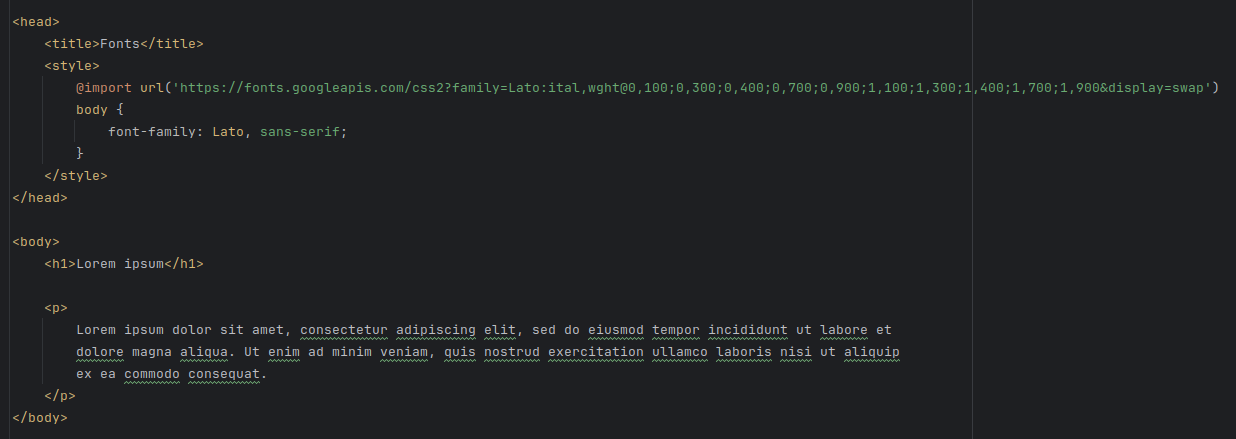 <head>
    <title>Fonts</title>
    <style>
        @import url('https://fonts.googleapis.com/css2?family=Lato:ital,wght@0,100;0,300;0,400;0,700;0,900;1,100;1,300;1,400;1,700;1,900&display=swap')
        body {
            font-family: Lato, sans-serif;
        }
    </style>
</head>

<body>
    <h1>Lorem ipsum</h1>

    <p>
        Lorem ipsum dolor sit amet, consectetur adipiscing elit, sed do eiusmod tempor incididunt ut labore et
        dolore magna aliqua. Ut enim ad minim veniam, quis nostrud exercitation ullamco laboris nisi ut aliquip
        ex ea commodo consequat.
    </p>
</body>